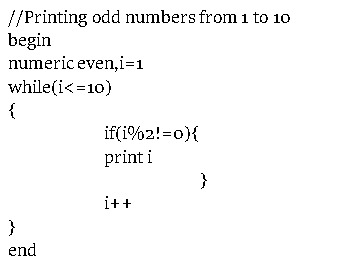 //Printing odd numbers from 1 to 10
begin
numeric even,i=1
while(i<=10)
{
if(i%2!=0){
print i
}
i++
}
end